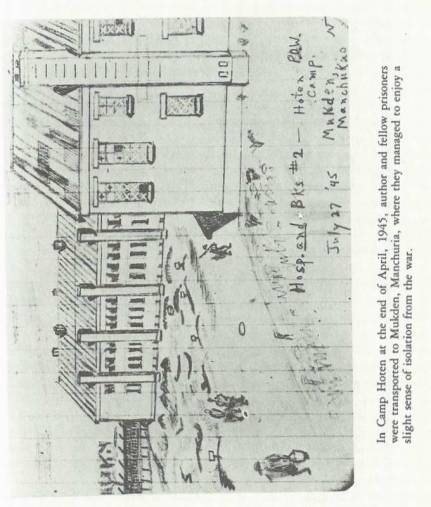 Hosp. and Bks #2 — Hoten P.O.W. Camp.
July 27 '45 Mukden, Manchukuo
N
In Camp Hoten at the end of April, 1945, author and fellow prisoners
were transported to Mukden, Manchuria, where they managed to enjoy a
slight sense of isolation from the war.